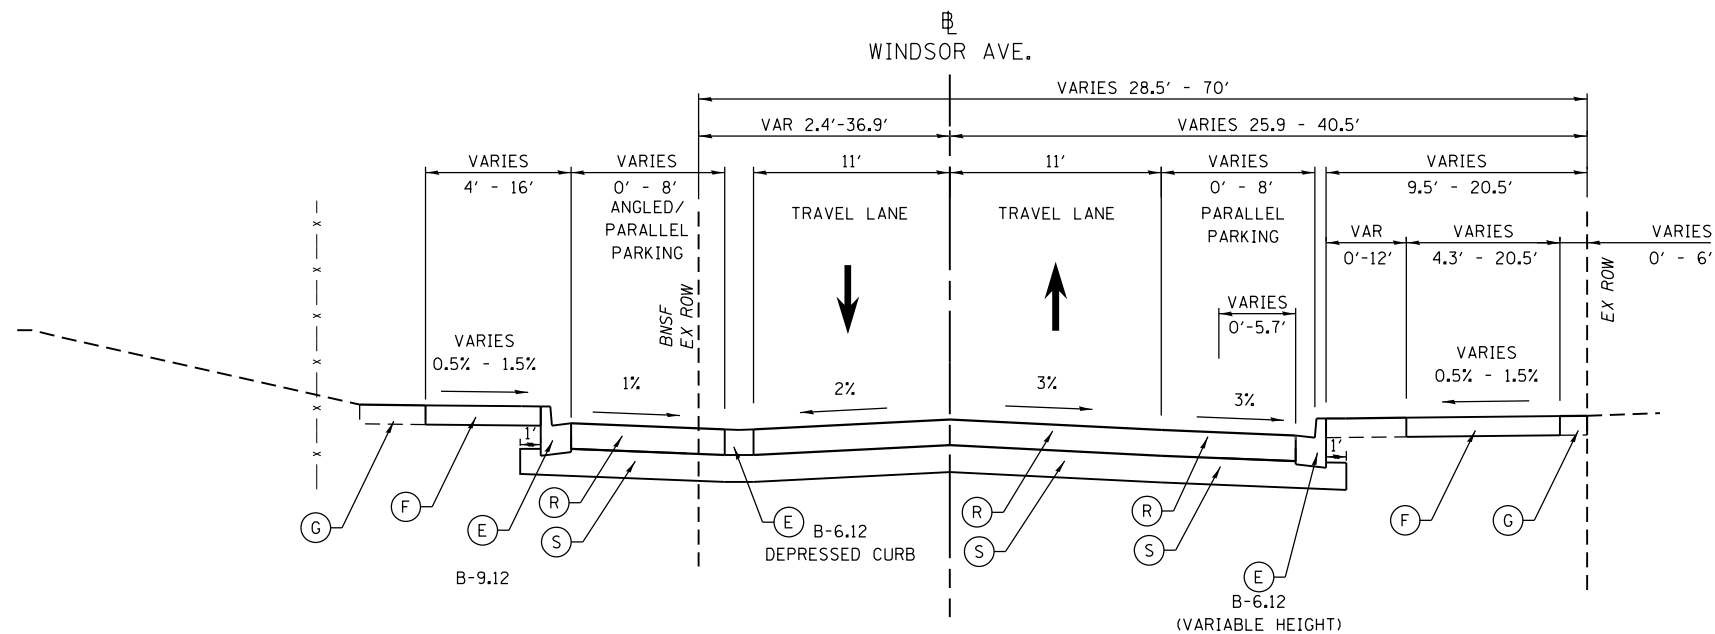 BL
WINDSOR AVE.
VARIES 28.5' - 70'
VAR 2.4'-36.9'
VARIES 25.9 - 40.5'
VARIES
4' - 16'
VARIES
0' - 8'
ANGLED/
PARALLEL
PARKING
11'
TRAVEL LANE
11'
TRAVEL LANE
VARIES
0' - 8'
PARALLEL
PARKING
VARIES
9.5' - 20.5'
VAR
0'-12'
VARIES
4.3' - 20.5'
VARIES
0' - 6'
BNSF
EX ROW
EX ROW
VARIES
0'-5.7'
VARIES
0.5% - 1.5%
1%
2%
3%
3%
VARIES
0.5% - 1.5%
1'
1'
G
F
E
R
S
E
B-6.12
DEPRESSED CURB
R
S
R
S
F
G
B-9.12
E
B-6.12
(VARIABLE HEIGHT)